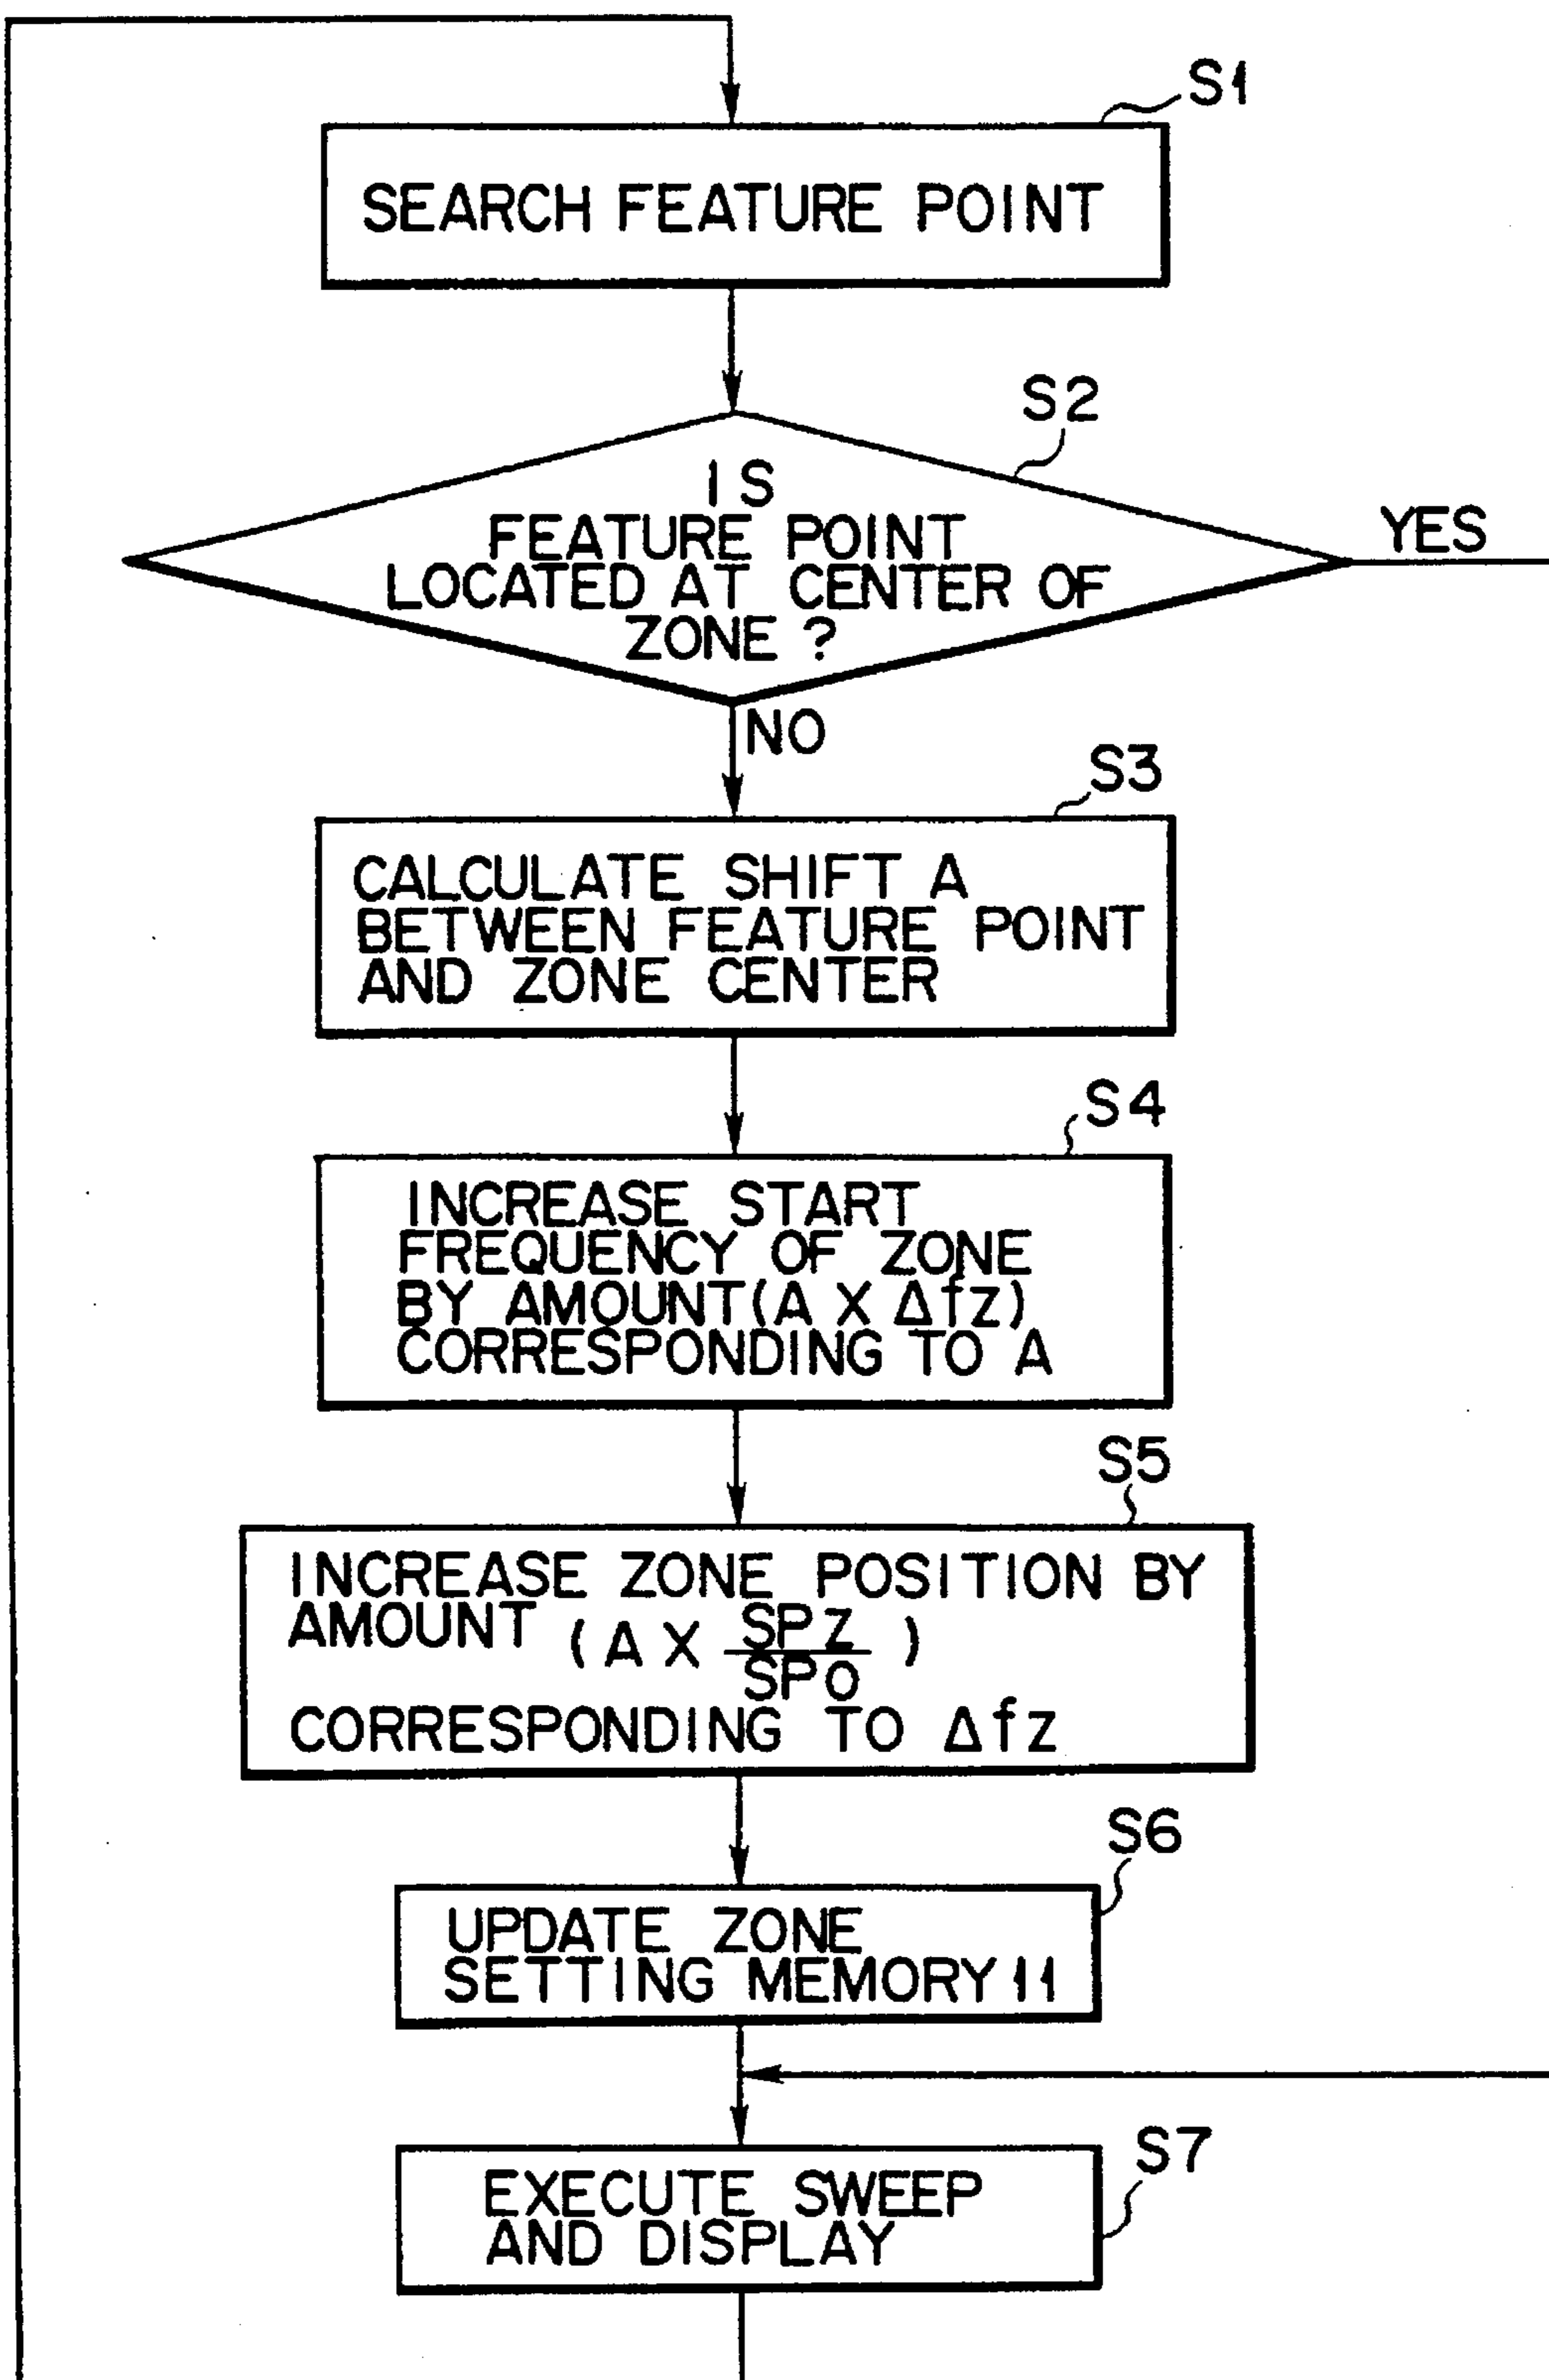 S1
SEARCH FEATURE POINT
S2
IS
FEATURE POINT
LOCATED AT CENTER OF
ZONE ?
YES
NO
S3
CALCULATE SHIFT A
BETWEEN FEATURE POINT
AND ZONE CENTER
S4
INCREASE START
FREQUENCY OF ZONE
BY AMOUNT (A X Δfz)
CORRESPONDING TO A
S5
INCREASE ZONE POSITION BY
AMOUNT (A X SPZ/SPO)
CORRESPONDING TO Δfz
S6
UPDATE ZONE
SETTING MEMORY 11
S7
EXECUTE SWEEP
AND DISPLAY